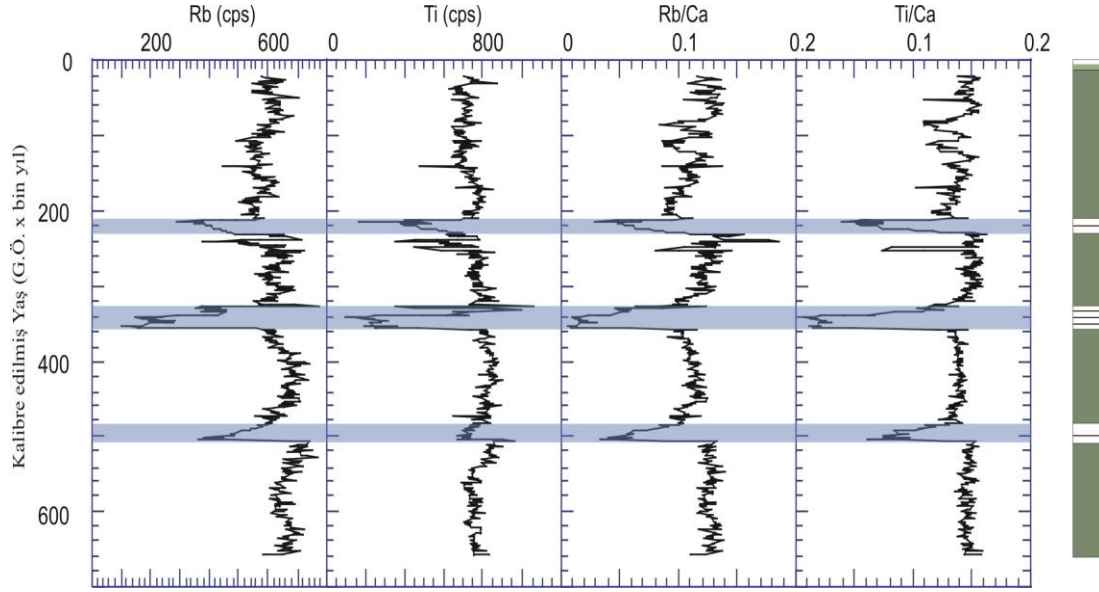 Rb (cps) Ti (cps) Rb/Ca Ti/Ca
200 600 0 800 0 0.1 0.2 0.1 0.2
0
200
400
600
Kalibre edilmiş Yaş (G.Ö. x bin yıl)